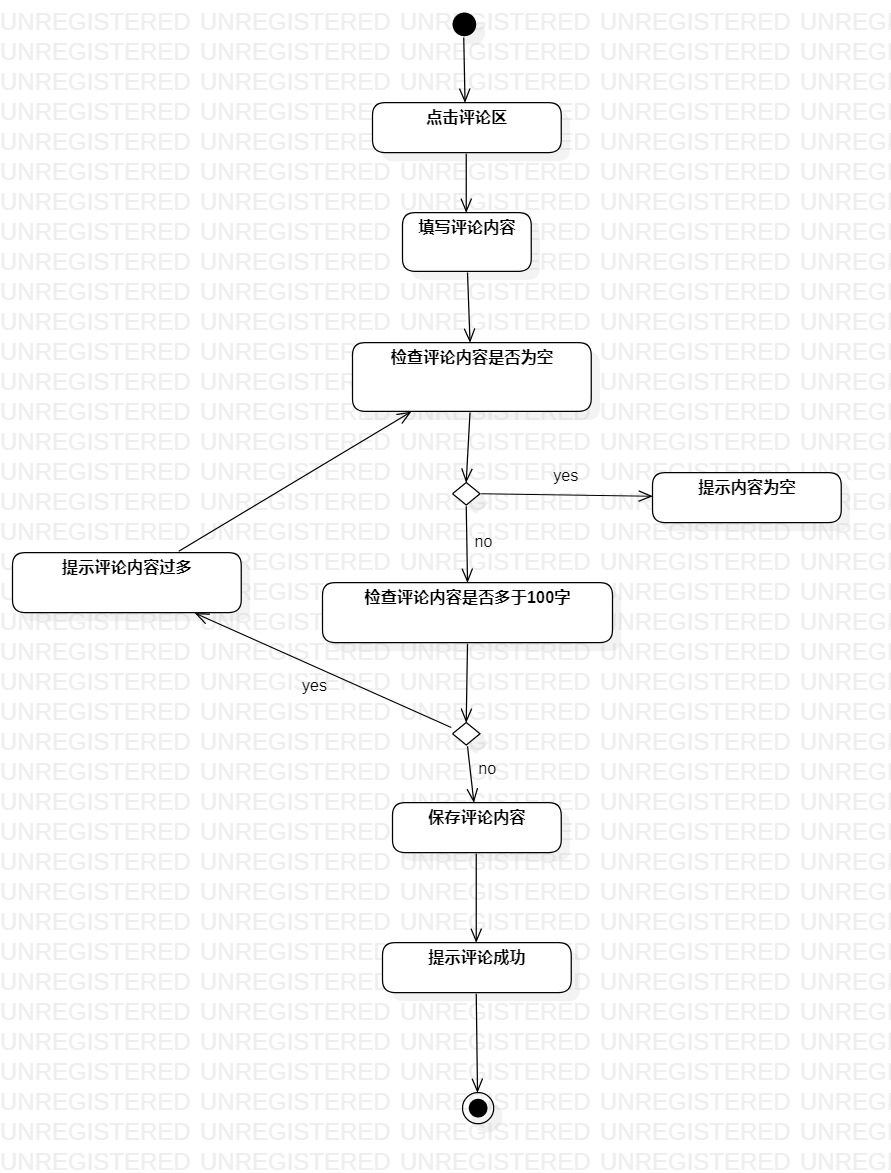 点击评论区
填写评论内容
检查评论内容是否为空
yes
提示内容为空
no
提示评论内容过多
检查评论内容是否多于100字
yes
no
保存评论内容
提示评论成功
UNREGISTERED